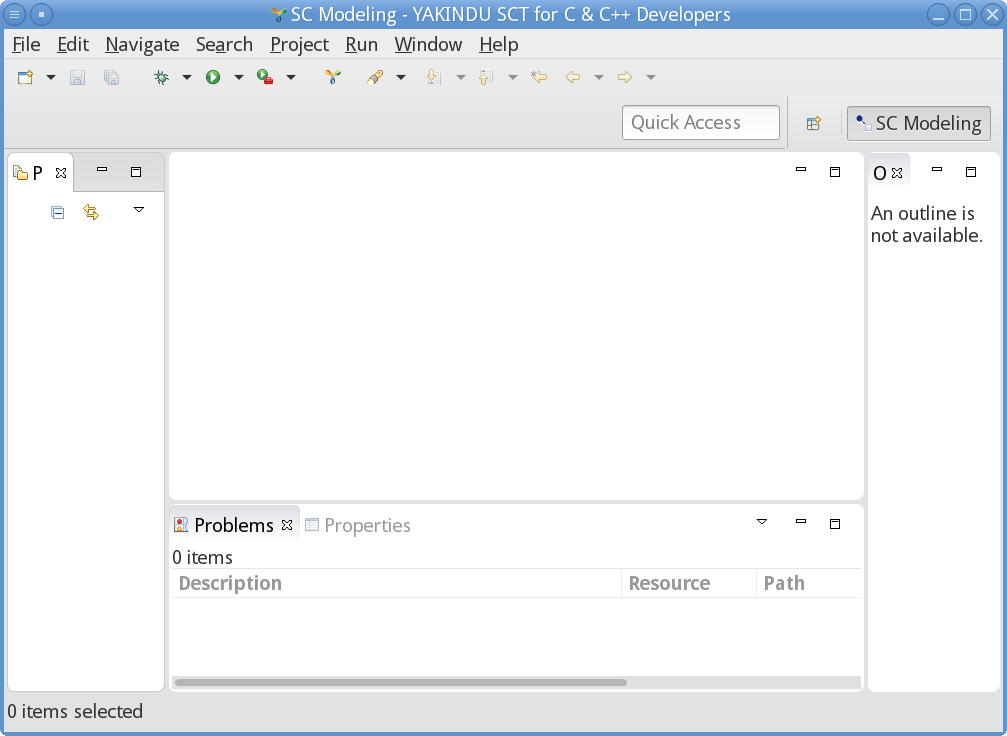 SC Modeling - YAKINDU SCT for C & C++ Developers
File Edit Navigate Search Project Run Window Help
Quick Access
SC Modeling
P
O
An outline is
not available.
Problems Properties
0 items
Description Resource Path
0 items selected